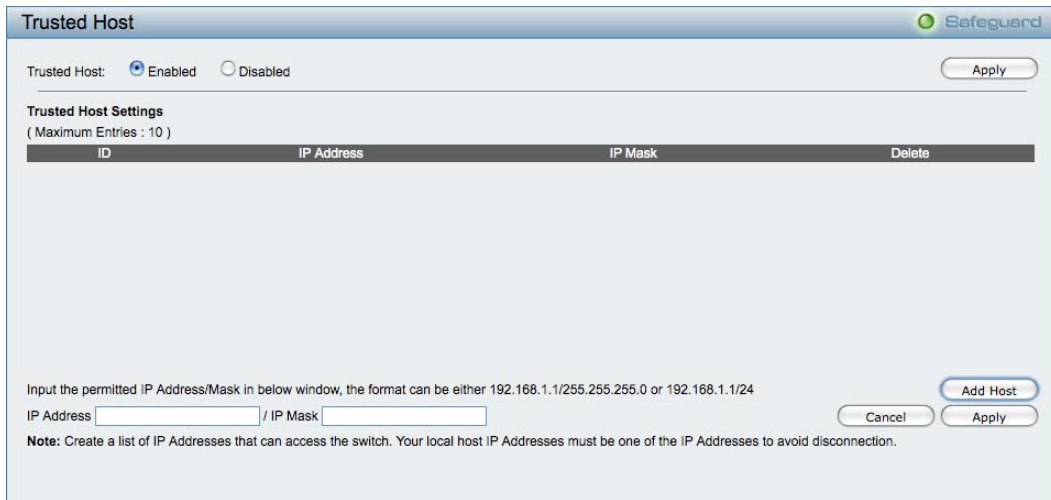 Trusted Host Safeguard
Trusted Host: Enabled Disabled Apply
Trusted Host Settings
( Maximum Entries : 10 )
ID IP Address IP Mask Delete
Input the permitted IP Address/Mask in below window, the format can be either 192.168.1.1/255.255.255.0 or 192.168.1.1/24 Add Host
IP Address / IP Mask Cancel Apply
Note: Create a list of IP Addresses that can access the switch. Your local host IP Addresses must be one of the IP Addresses to avoid disconnection.